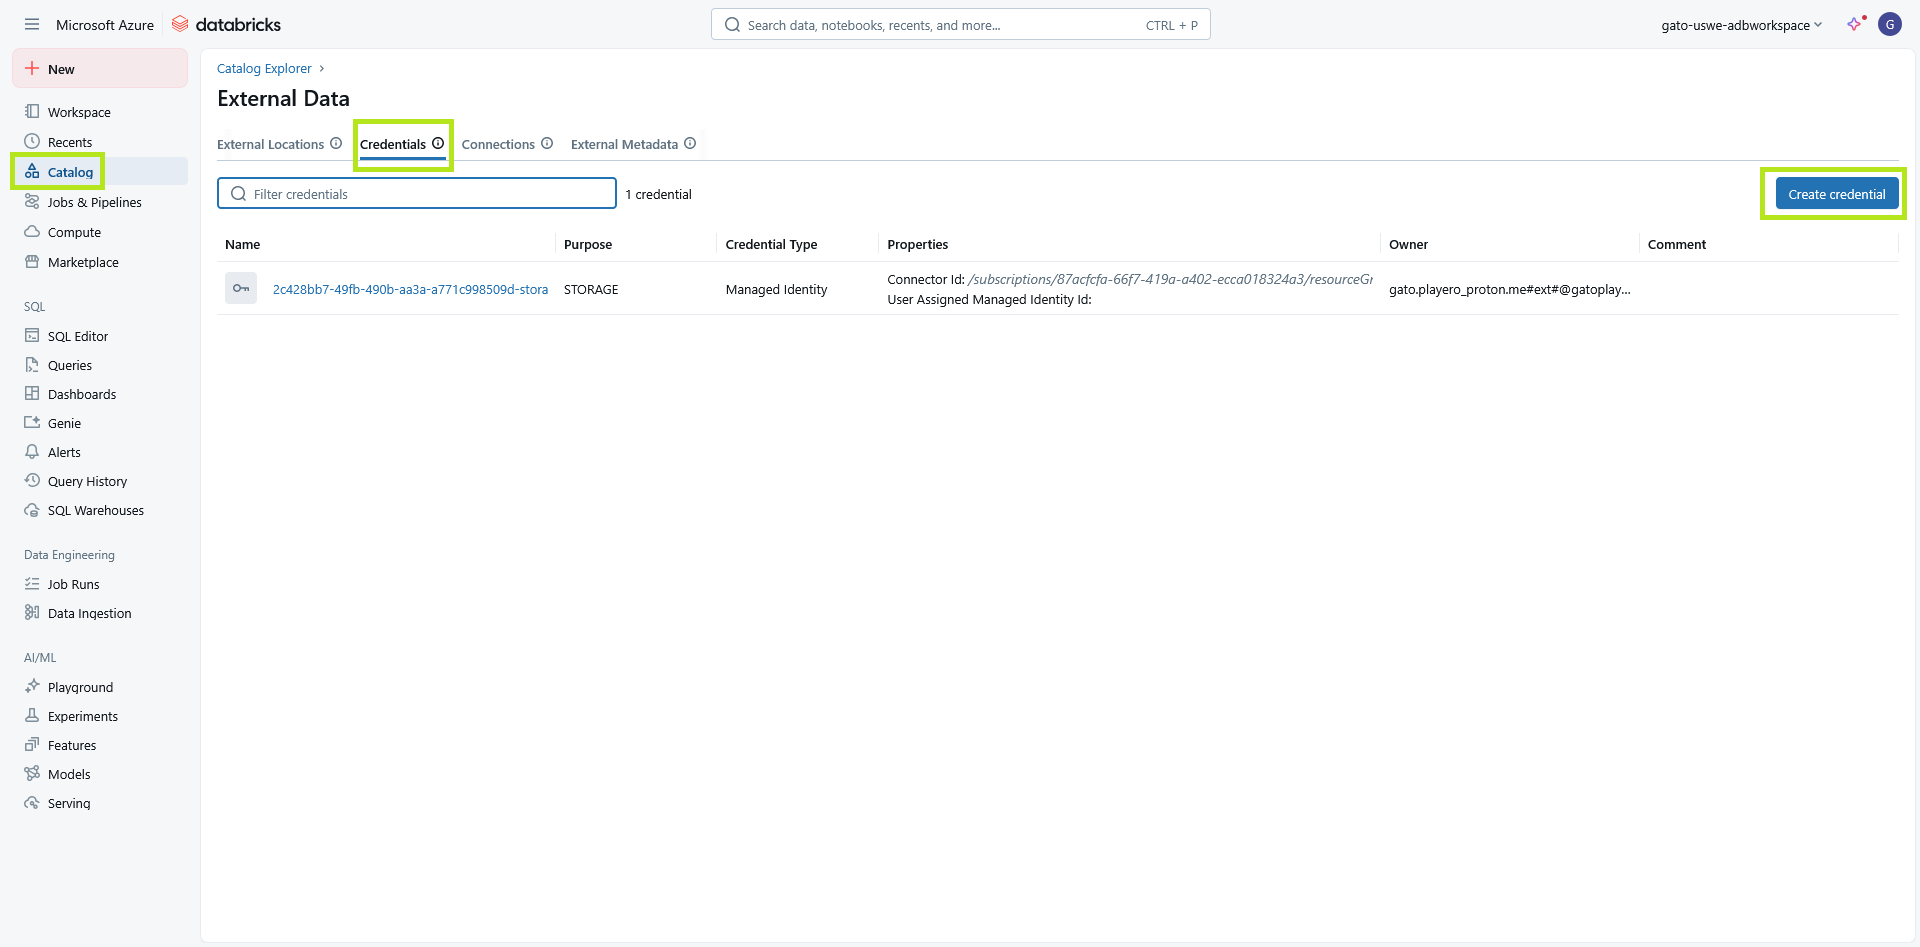 Microsoft Azure
databricks
Search data, notebooks, recents, and more...
CTRL + P
gato-uswe-adbworkspace
G
New
Workspace
Recents
Catalog
Jobs & Pipelines
Compute
Marketplace
SQL
SQL Editor
Queries
Dashboards
Genie
Alerts
Query History
SQL Warehouses
Data Engineering
Job Runs
Data Ingestion
AI/ML
Playground
Experiments
Features
Models
Serving
Catalog Explorer
External Data
External Locations
Credentials
Connections
External Metadata
Filter credentials
1 credential
Create credential
Name
Purpose
Credential Type
Properties
Owner
Comment
2c428bb7-49fb-490b-aa3a-a771c998509d-stora
STORAGE
Managed Identity
Connector Id: /subscriptions/87acfcfa-66f7-419a-a402-ecca018324a3/resourceGr
User Assigned Managed Identity Id:
gato.playero_proton.me#ext#@gatoplay...